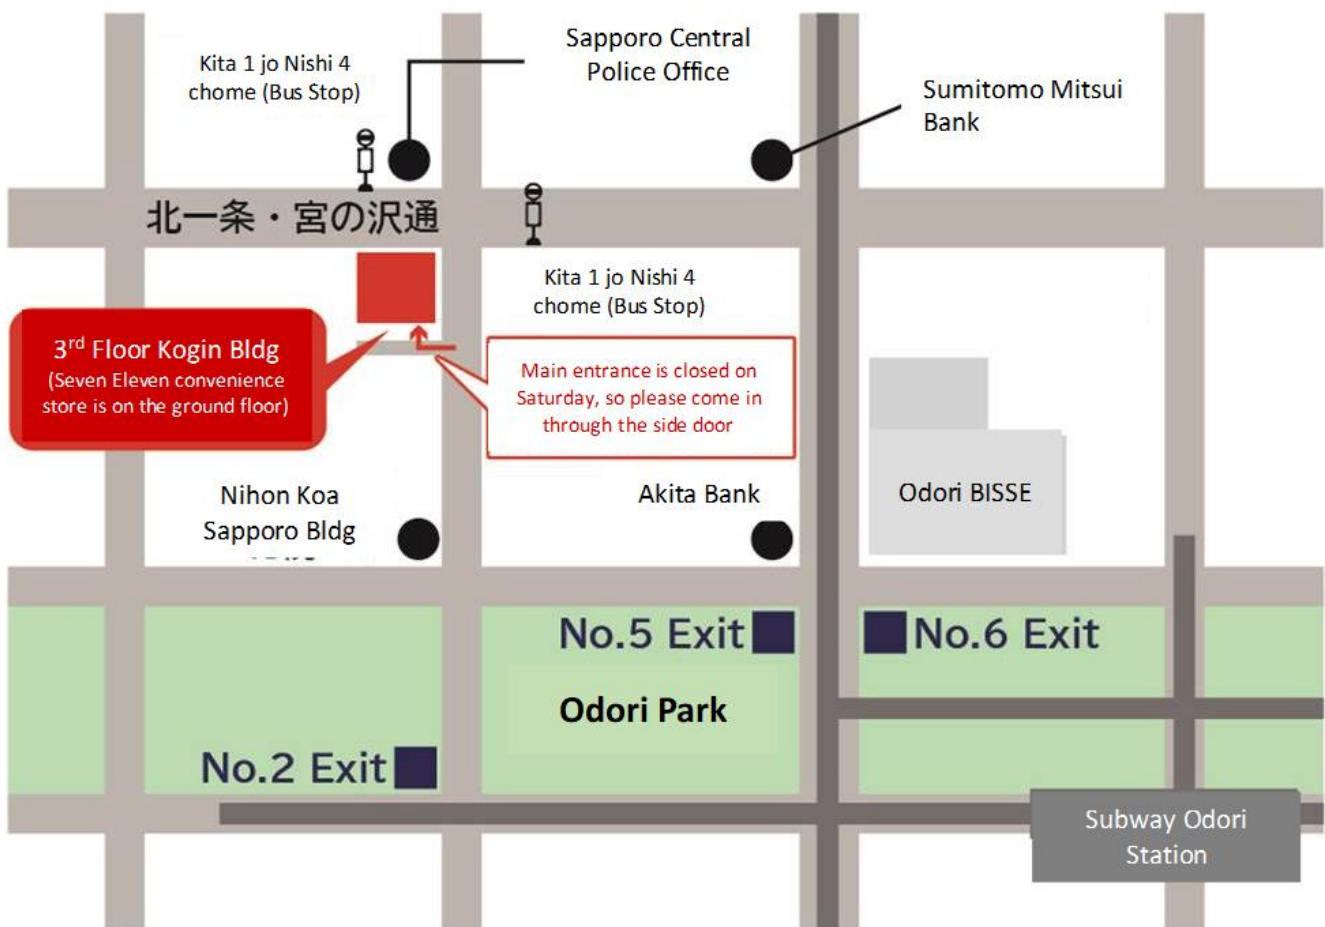 Sapporo Central
Police Office
Kita 1 jo Nishi 4
chome (Bus Stop)
Sumitomo Mitsui
Bank
北一条・宮の沢通
Kita 1 jo Nishi 4
chome (Bus Stop)
3rd Floor Kogin Bldg
(Seven Eleven convenience
store is on the ground floor)
Main entrance is closed on
Saturday, so please come in
through the side door
Nihon Koa
Sapporo Bldg
Akita Bank
Odori BISSE
No.5 Exit
No.6 Exit
Odori Park
No.2 Exit
Subway Odori
Station